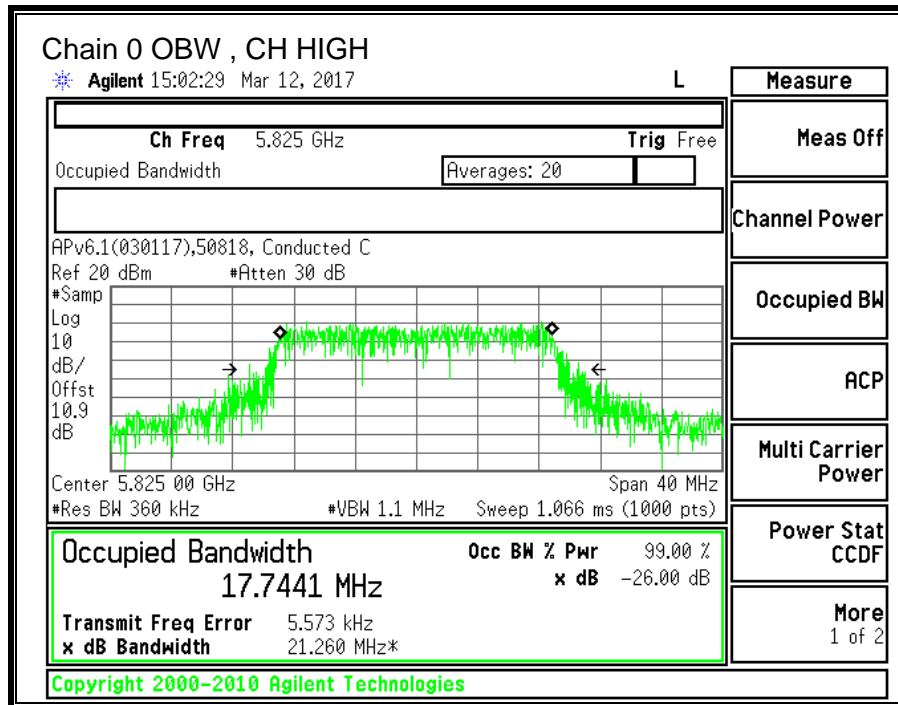 Chain 0 OBW , CH HIGH
Agilent 15:02:29 Mar 12, 2017 L
Measure
Ch Freq 5.825 GHz Trig Free
Meas Off
Occupied Bandwidth Averages: 20
Channel Power
APv6.1(030117),50818, Conducted C
Ref 20 dBm #Atten 30 dB
#Samp
Log
10
dB/
Offst
10.9
dB
Occupied BW
ACP
Center 5.825 00 GHz Span 40 MHz
#Res BW 360 kHz #VBW 1.1 MHz Sweep 1.066 ms (1000 pts)
Multi Carrier
Power
Occupied Bandwidth Occ BW % Pwr 99.00 %
17.7441 MHz x dB -26.00 dB
Power Stat
CCDF
Transmit Freq Error 5.573 kHz
x dB Bandwidth 21.260 MHz*
More
1 of 2
Copyright 2000-2010 Agilent Technologies